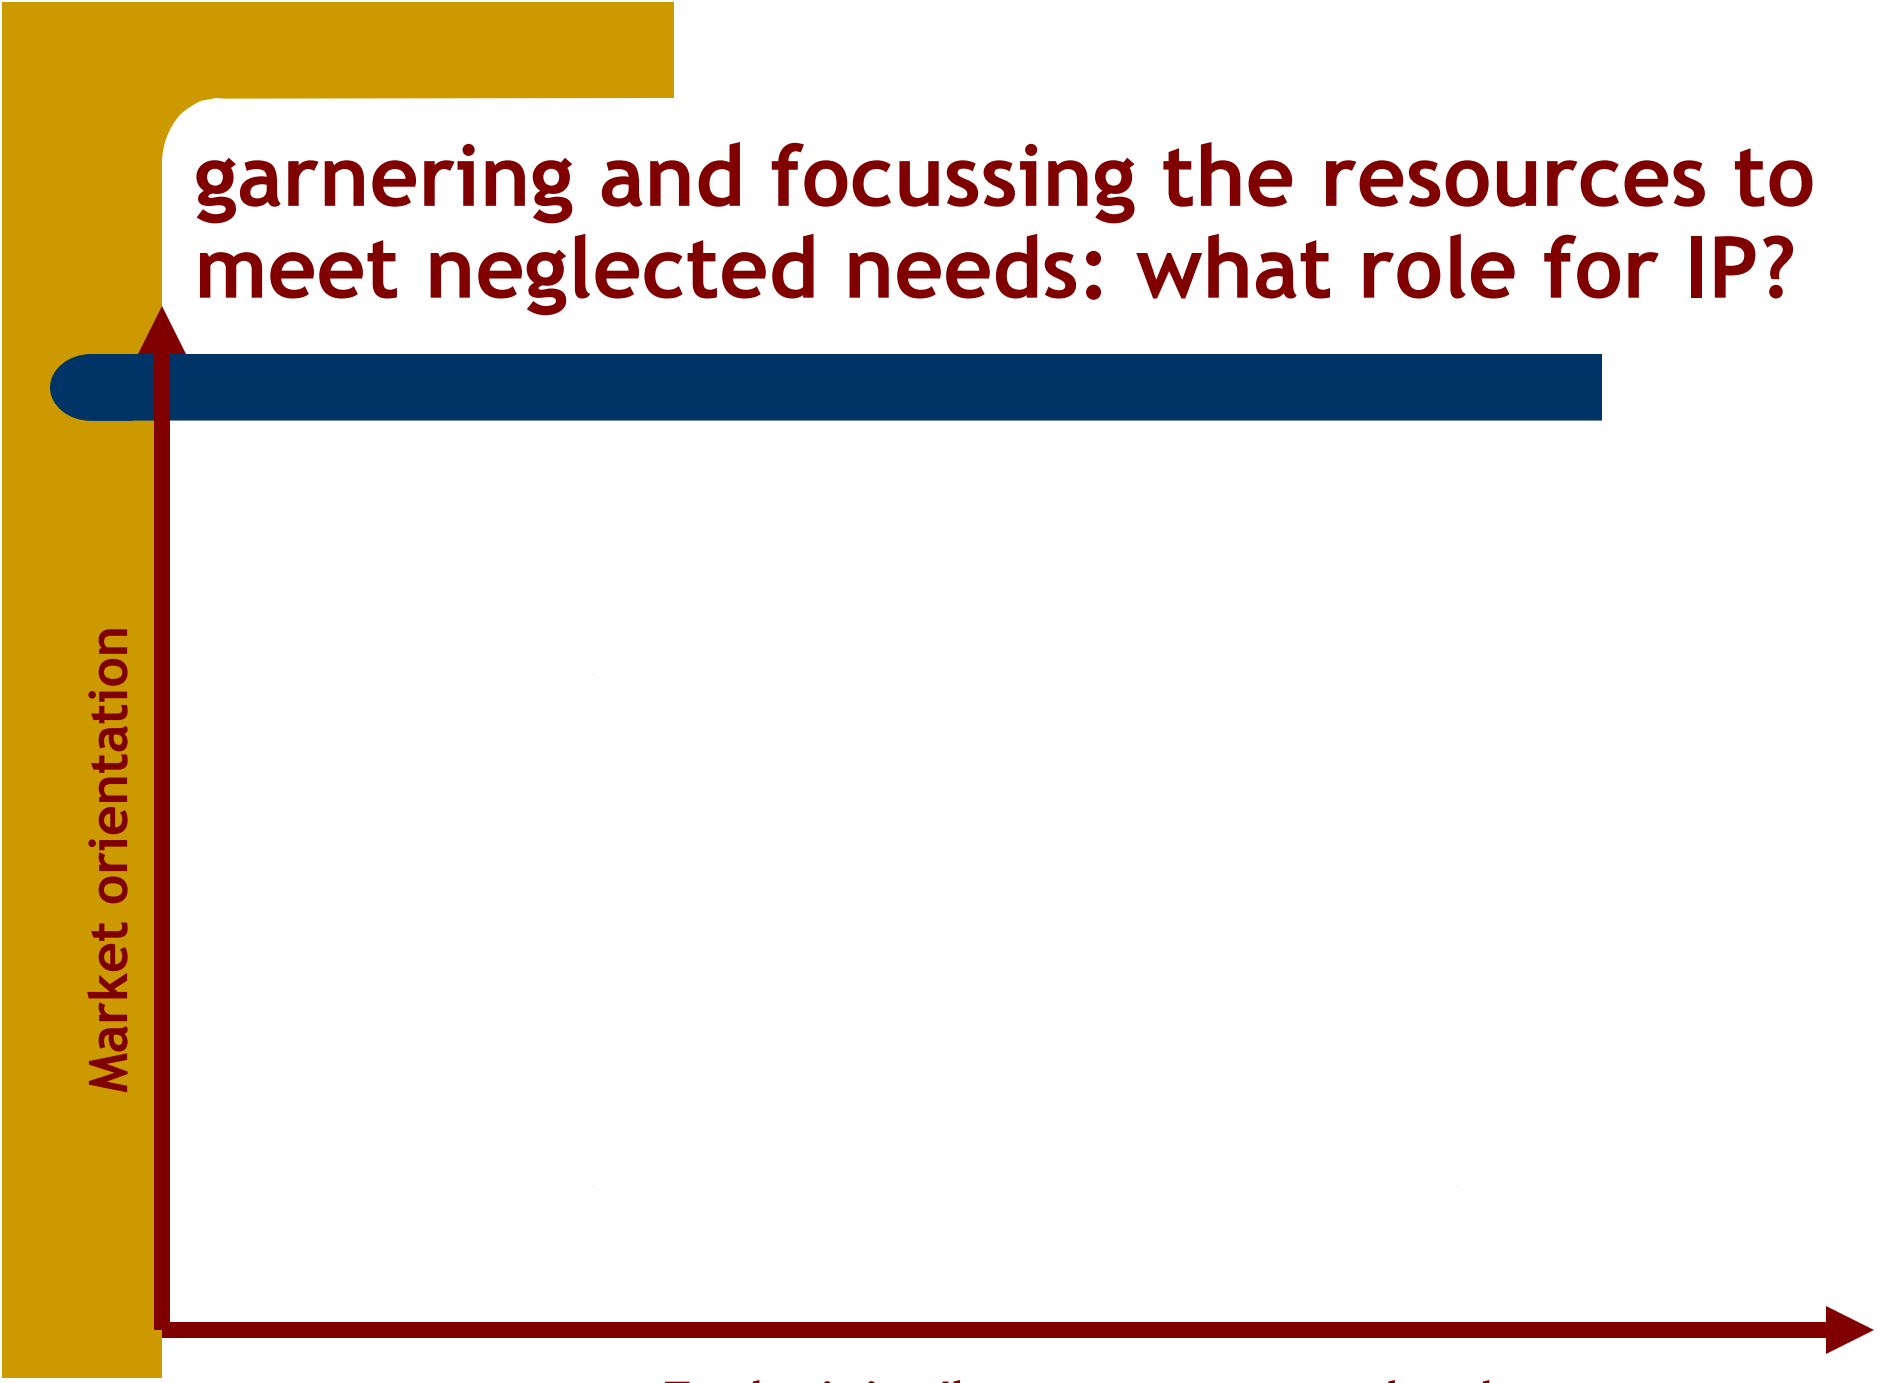 garnering and focussing the resources to
meet neglected needs: what role for IP?
Market orientation